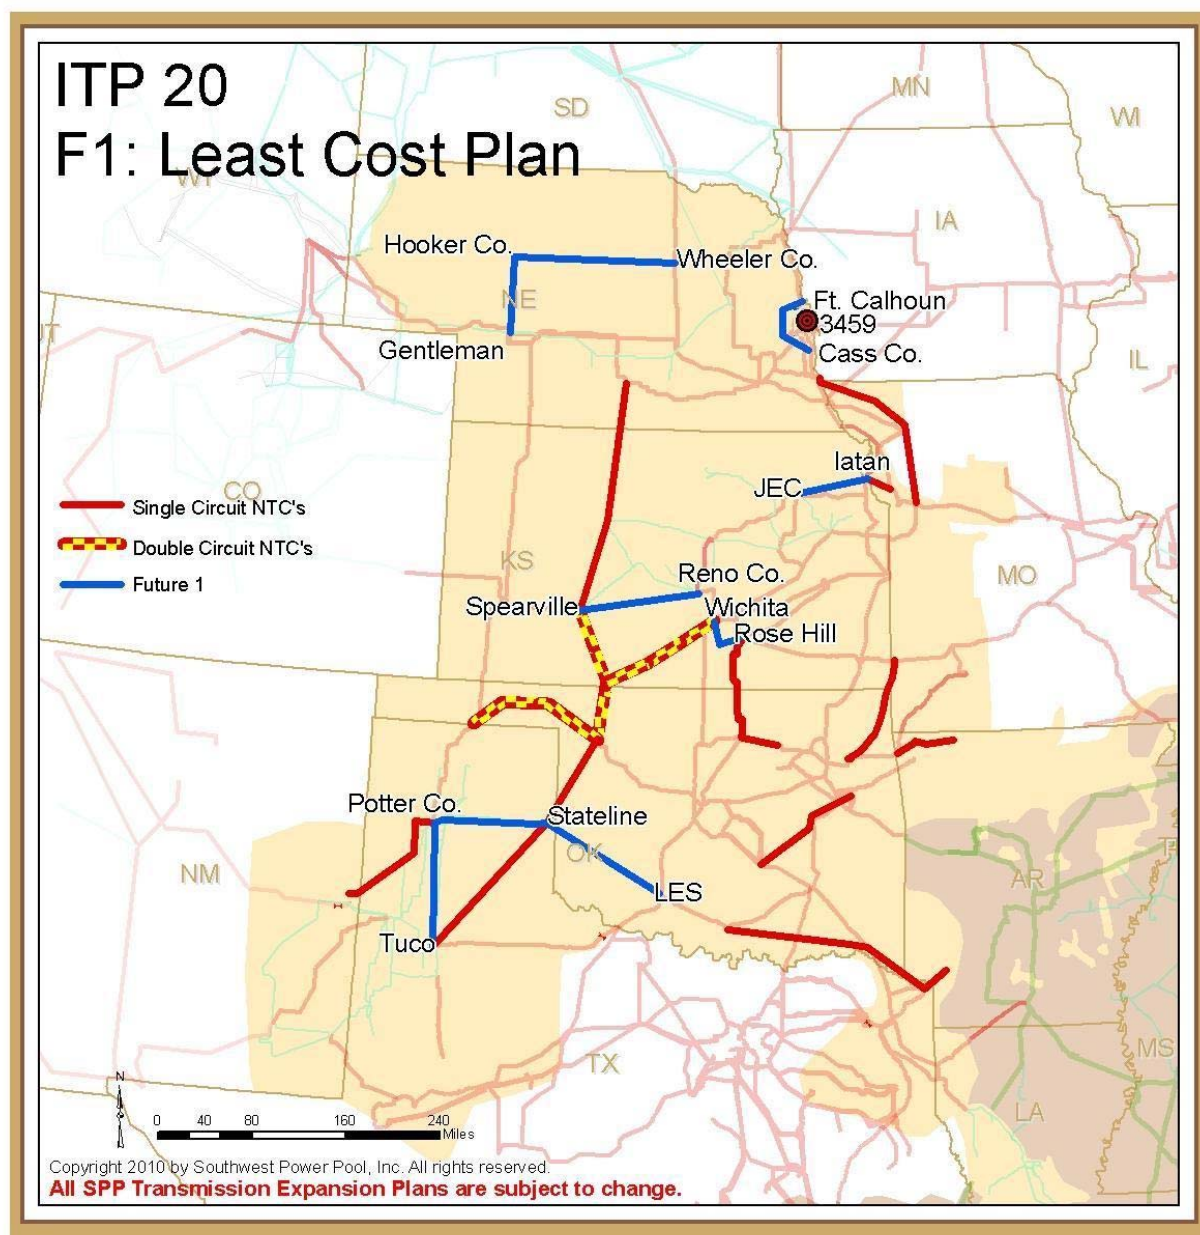 ITP 20
F1: Least Cost Plan
SD
MN
WI
WY
IA
Hooker Co.
Wheeler Co.
NE
Ft. Calhoun
3459
Cass Co.
Gentleman
UT
IL
Iatan
JEC
CO
Single Circuit NTC's
Double Circuit NTC's
Future 1
KS
MO
Reno Co.
Spearville
Wichita
Rose Hill
Potter Co.
Stateline
OK
NM
LES
AR
Tuco
TX
MS
LA
N
0 40 80 160 240
Miles
Copyright 2010 by Southwest Power Pool, Inc. All rights reserved.
All SPP Transmission Expansion Plans are subject to change.